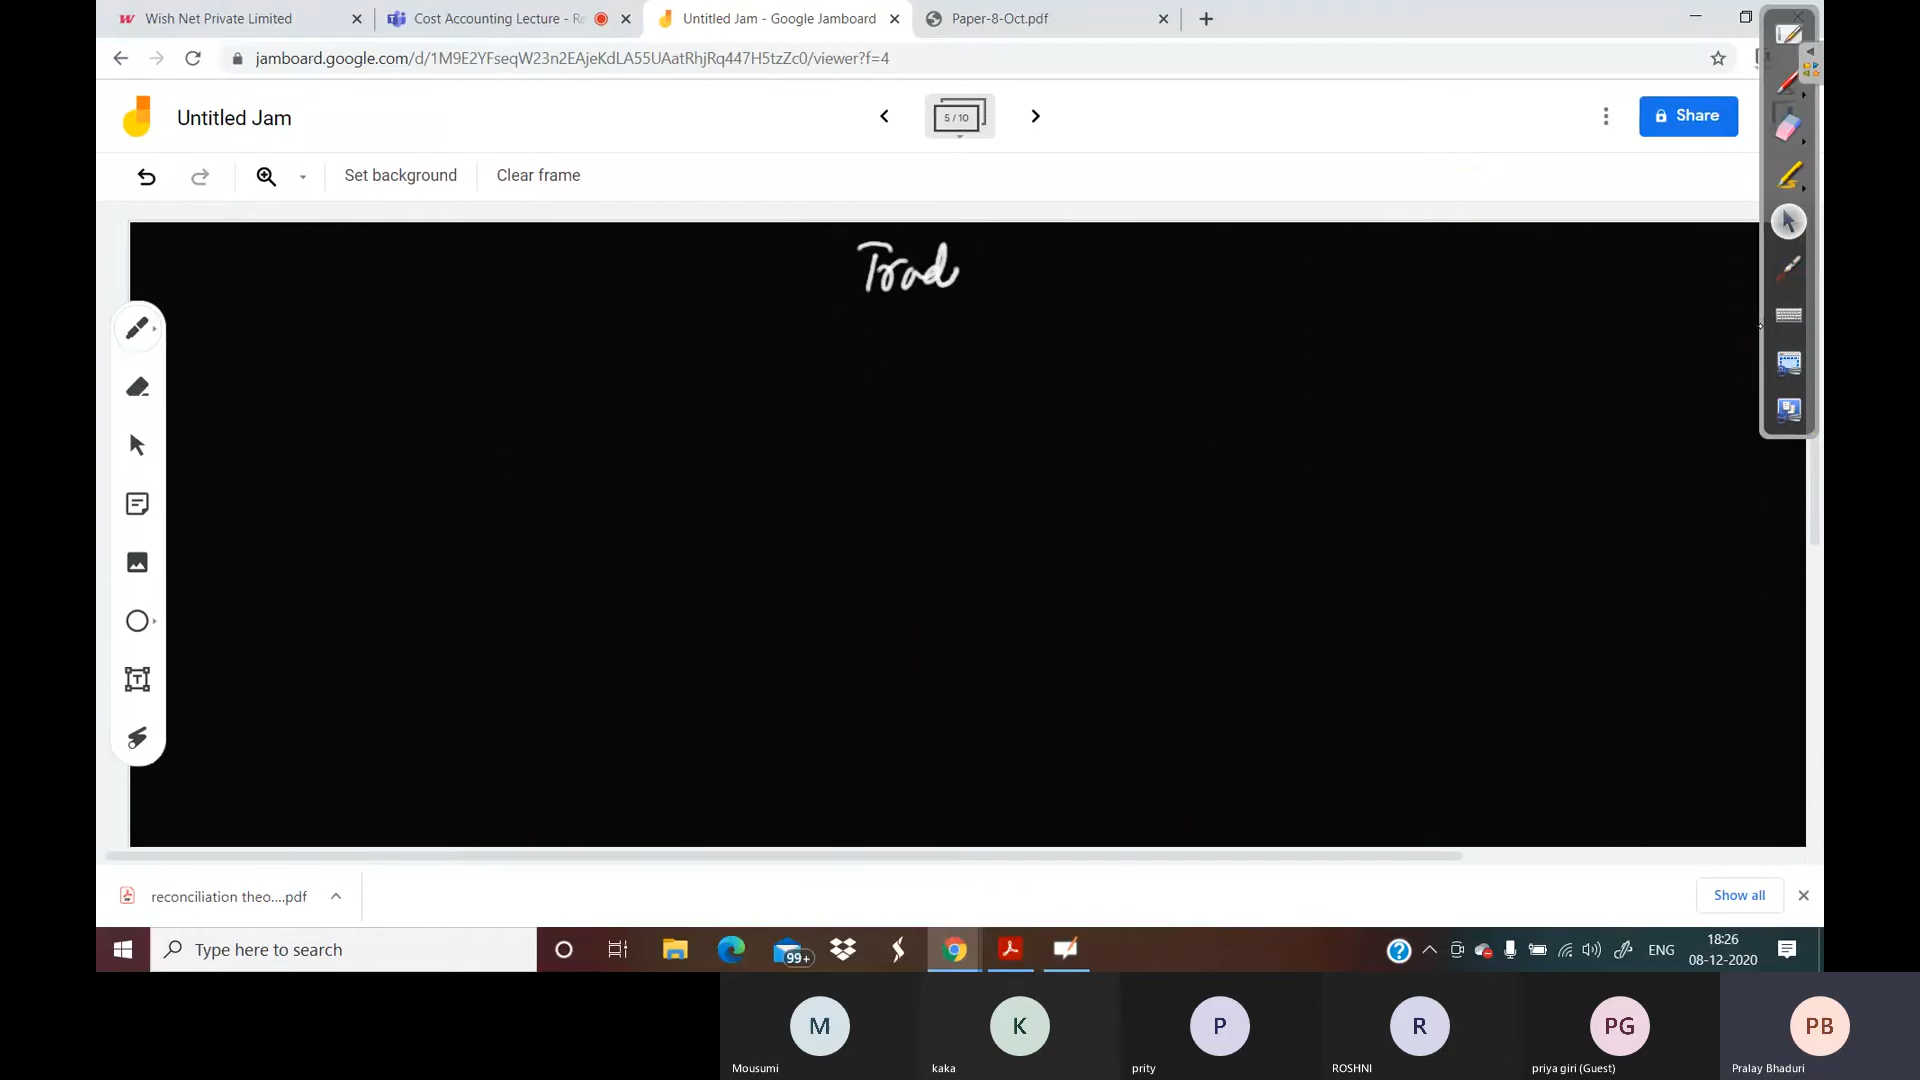 Wish Net Private Limited
Cost Accounting Lecture - Re
Untitled Jam - Google Jamboard
Paper-8-Oct.pdf
jamboard.google.com/d/1M9E2YFseqW23n2EAjeKdLA55UAatRhjRq447H5tzZc0/viewer?f=4
Untitled Jam
5 / 10
Share
Set background
Clear frame
Trad
reconciliation theo....pdf
Show all
Type here to search
99+
ENG
18:26
08-12-2020
M
K
P
R
PG
PB
Mousumi
kaka
prity
ROSHNI
priya giri (Guest)
Pralay Bhaduri